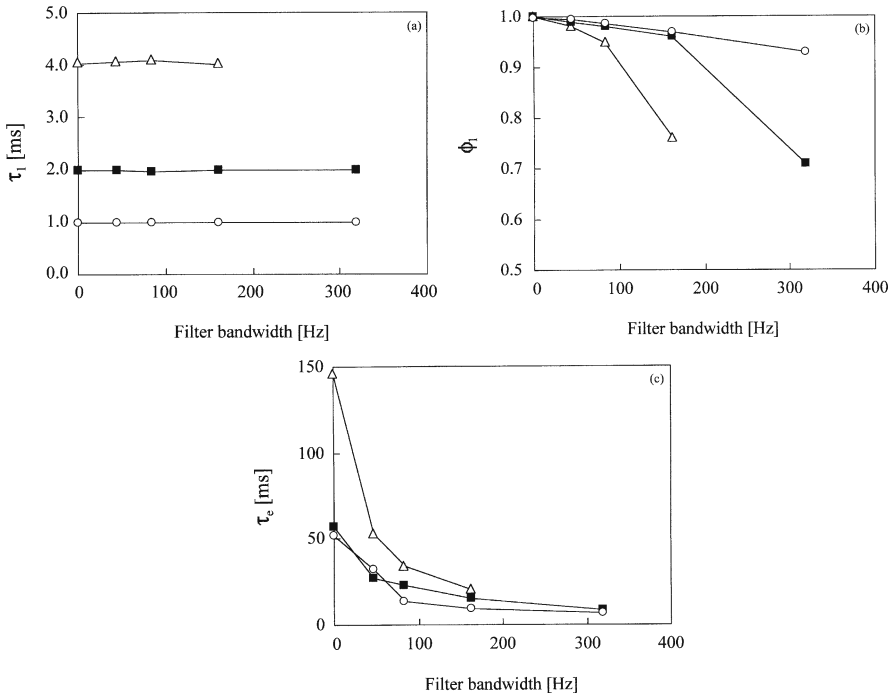 (a)
5.0
4.0
3.0
2.0
1.0
0.0
τ1 [ms]
0 100 200 300 400
Filter bandwidth [Hz]
(b)
1.0
0.9
0.8
0.7
0.6
0.5
ϕ1
0 100 200 300 400
Filter bandwidth [Hz]
(c)
150
100
50
0
τe [ms]
0 100 200 300 400
Filter bandwidth [Hz]